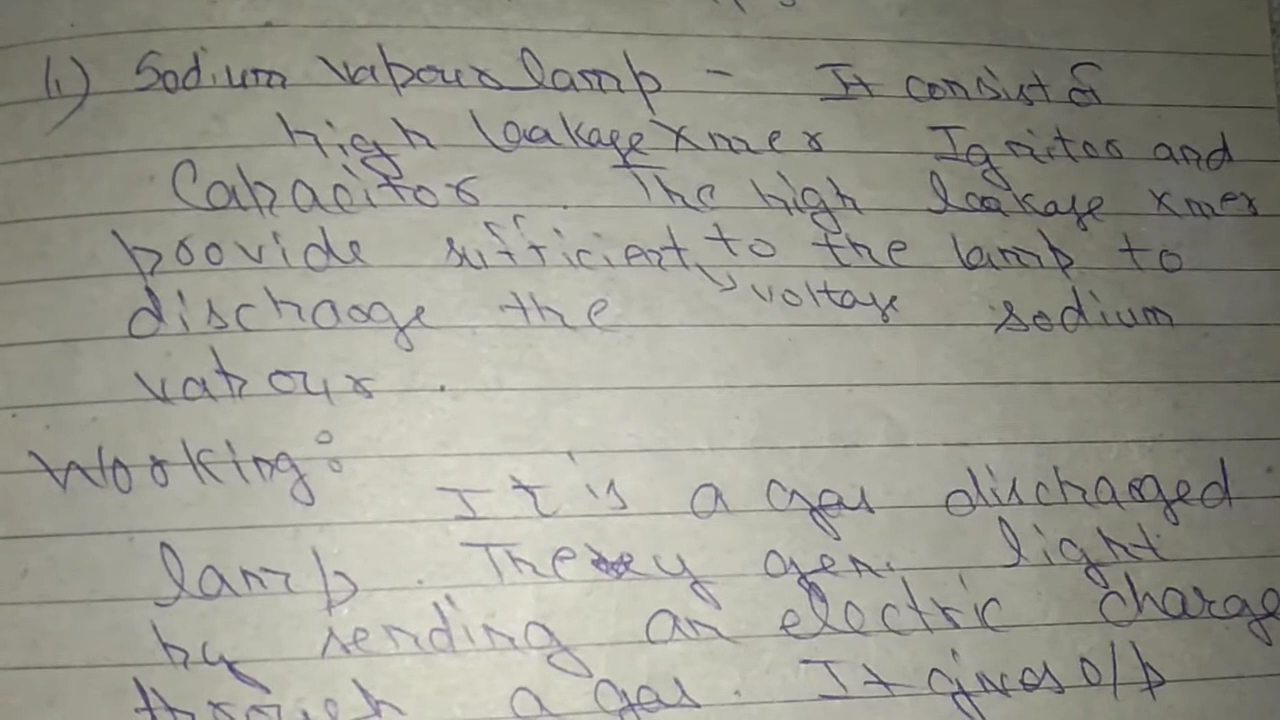 11.) Sodium vapour lamp - It consist of
high leakage xmer Ignitor and
Capacitor. The high leakage xmer
provide sufficient to the lamp to
discharge the voltage sodium
vapour.
Working:
It is a gas discharged
lamp. They gen. light
by sending an electric charge
through a gas. It gives o/p